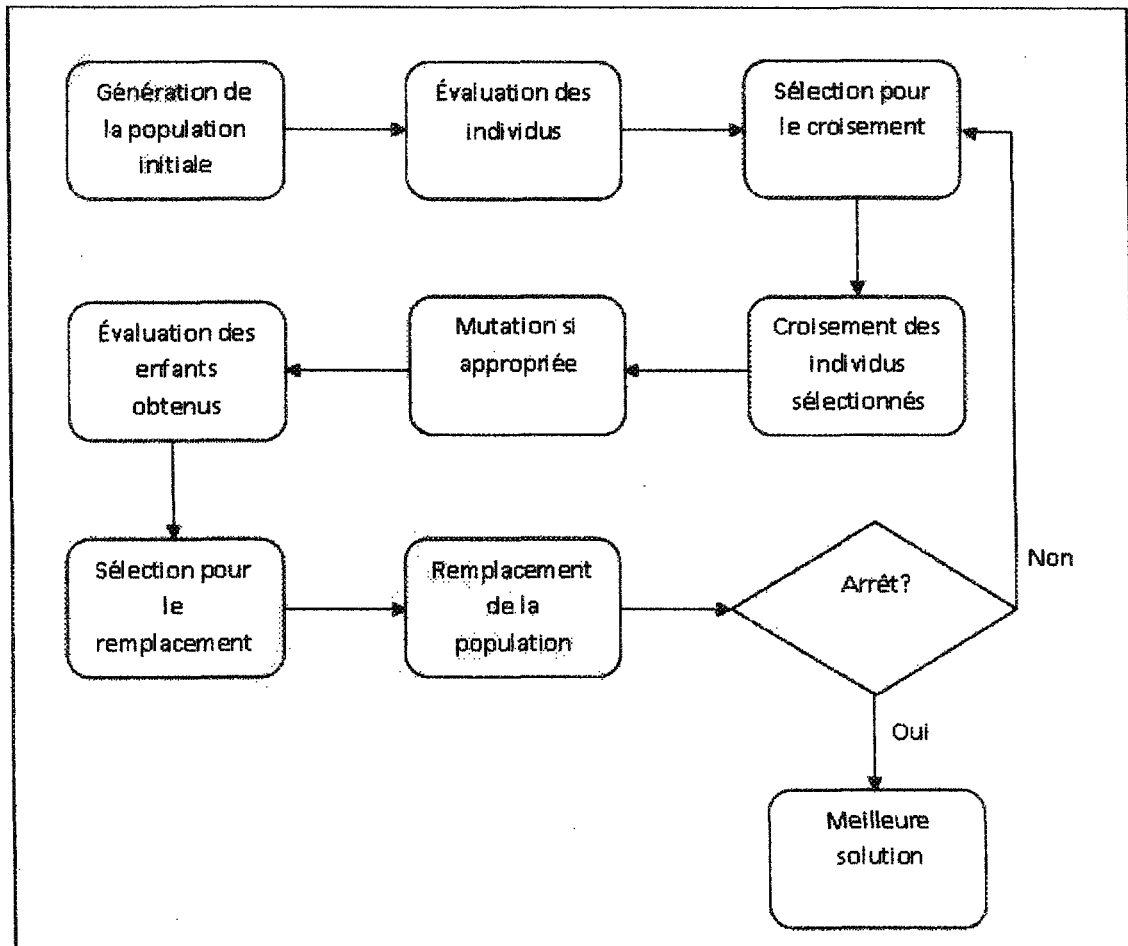 Génération de
la population
initiale
Évaluation des
individus
Sélection pour
le croisement
Évaluation des
enfants
obtenus
Mutation si
appropriée
Croisement des
individus
sélectionnés
Sélection pour
le
remplacement
Remplacement
de la
population
Arrêt?
Non
Oui
Meilleure
solution